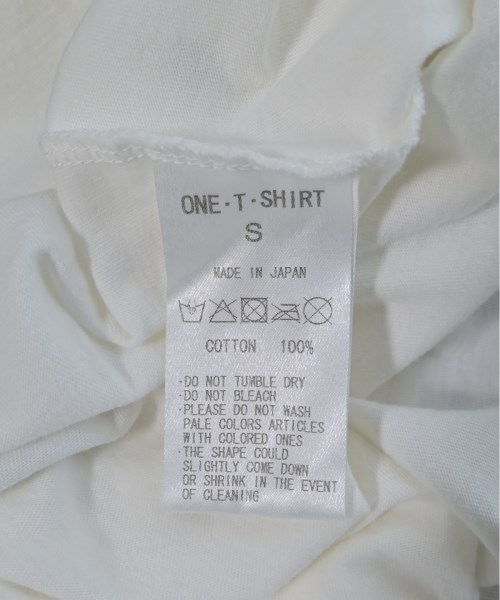 ONE・T・SHIRT
S
MADE IN JAPAN
COTTON 100%
・DO NOT TUMBLE DRY
・DO NOT BLEACH
・PLEASE DO NOT WASH
PALE COLORS ARTICLES
WITH COLORED ONES
・THE SHAPE COULD
SLIGHTLY COME DOWN
OR SHRINK IN THE EVENT
OF CLEANING